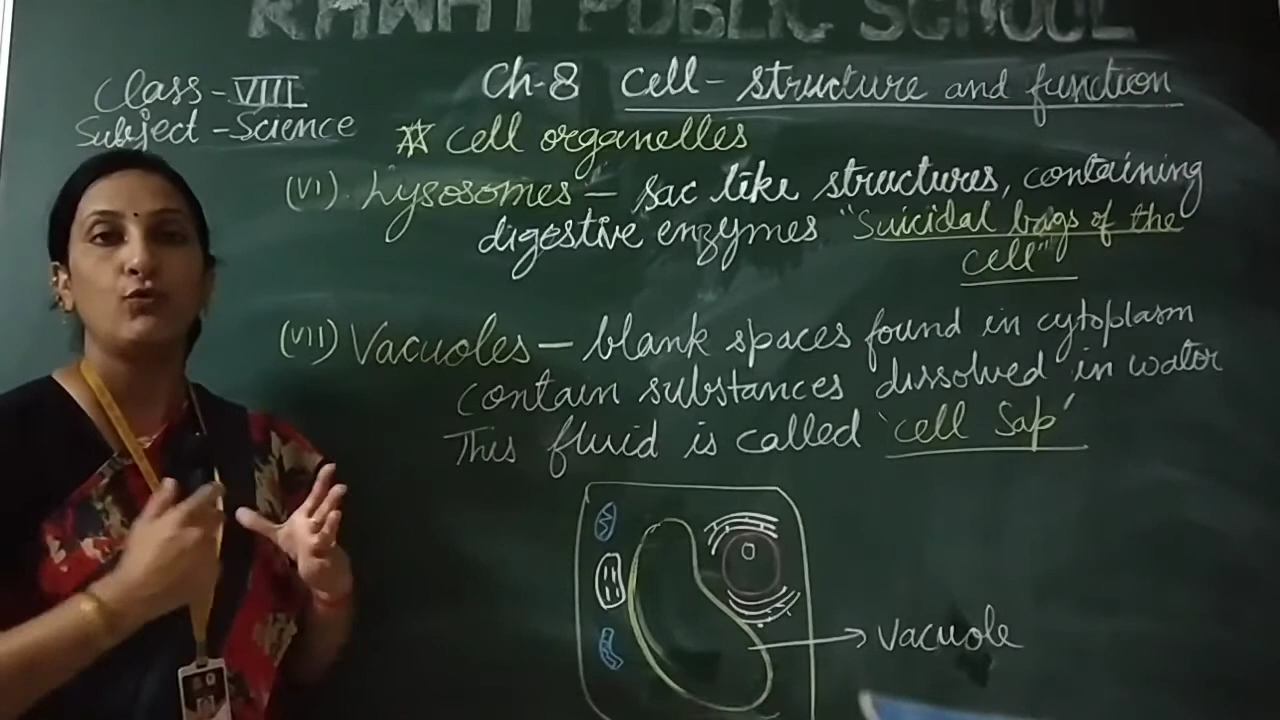 RAWAT PUBLIC SCHOOL
Class - VIII
Subject - Science
Ch-8 Cell - structure and function
☆ Cell organelles
(VI). Lysosomes - sac like structures, containing
digestive enzymes "Suicidal bags of the
cell"
(VII) Vacuoles - blank spaces found in cytoplasm
contain substances dissolved in water
This fluid is called 'cell Sap'
→ Vacuole